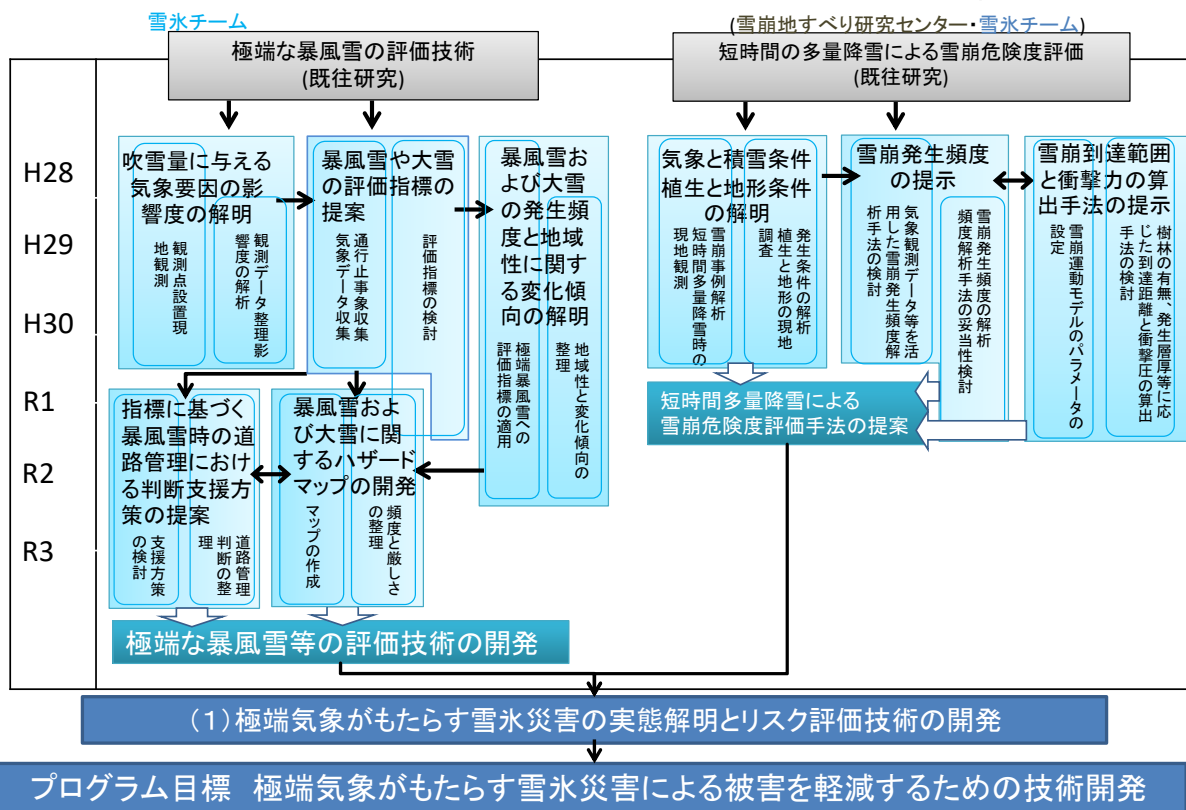 雪氷チーム
極端な暴風雪の評価技術
(既往研究)
(雪崩地すべり研究センター・雪氷チーム)
短時間の多量降雪による雪崩危険度評価
(既往研究)
H28
H29
H30
R1
R2
R3
吹雪量に与える
気象要因の影
響度の解明
観測点設置現
地観測
観測データ整理影
響度の解析
暴風雪や大雪
の評価指標の
提案
通行止事象収集
気象データ収集
評価指標の検討
暴風雪お
よび大雪
の発生頻
度と地域
性に関す
る変化傾
向の解明
極端暴風雪への
評価指標の適用
地域性と変化傾向の
整理
指標に基づく
暴風雪時の道
路管理におけ
る判断支援方
策の提案
支援方策
の検討
道路管理
判断の整
理
暴風雪およ
び大雪に関
するハザード
マップの開発
マップの作成
頻度と厳しさ
の整理
極端な暴風雪等の評価技術の開発
気象と積雪条件
植生と地形条件
の解明
雪崩事例解析
短時間多量降雪時の
現地観測
発生条件の解析
植生と地形の現地
調査
雪崩発生頻度
の提示
気象観測データ等を活
用した雪崩発生頻度解
析手法の検討
雪崩発生頻度の解析
頻度解析手法の妥当性検討
雪崩到達範囲
と衝撃力の算
出手法の提示
雪崩運動モデルのパラメータの
設定
樹林の有無、発生層厚等に応
じた到達距離と衝撃圧の算出
手法の検討
短時間多量降雪による
雪崩危険度評価手法の提案
（１）極端気象がもたらす雪氷災害の実態解明とリスク評価技術の開発
プログラム目標 極端気象がもたらす雪氷災害による被害を軽減するための技術開発